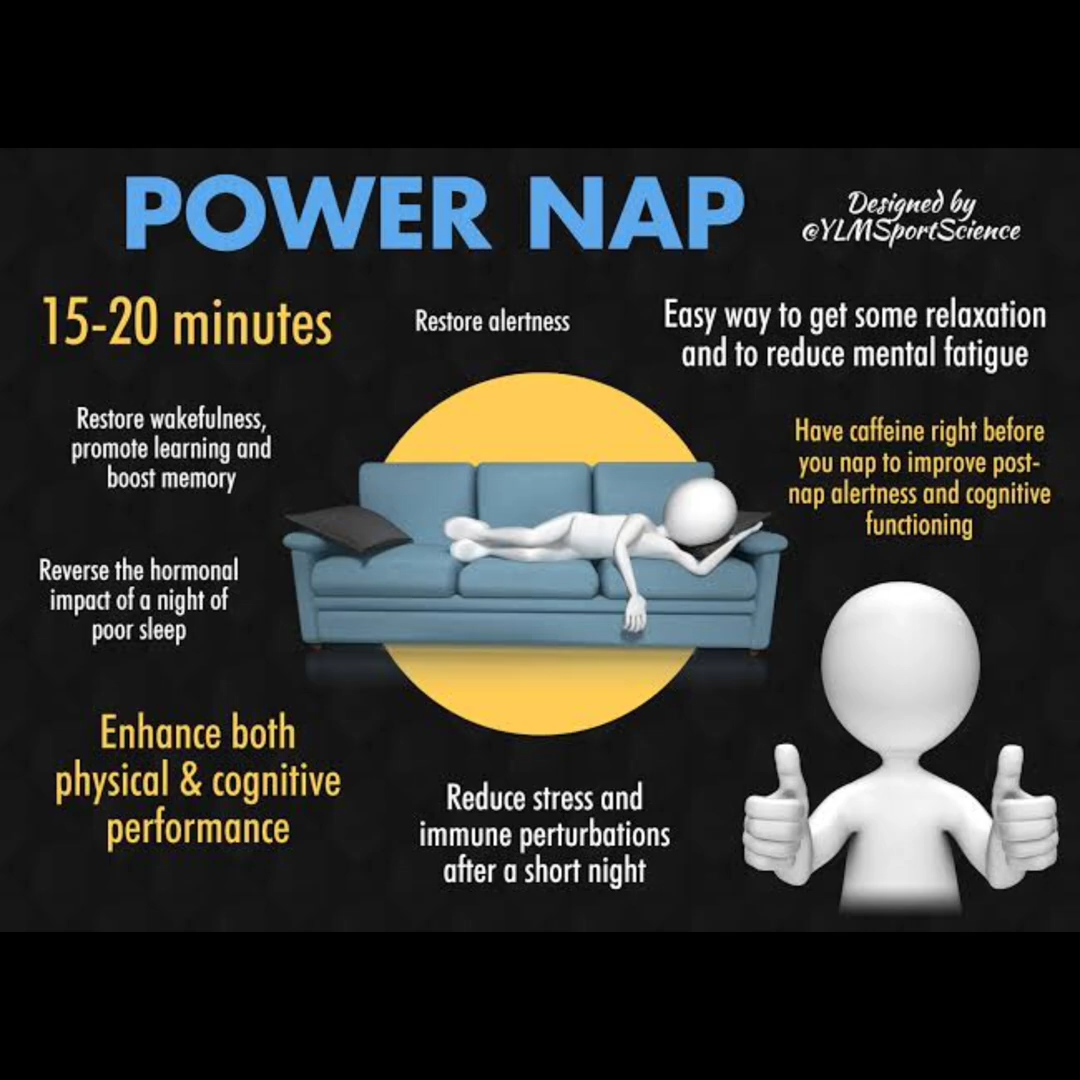 POWER NAP
Designed by
@YLMSportScience
15-20 minutes
Restore alertness
Easy way to get some relaxation
and to reduce mental fatigue
Restore wakefulness,
promote learning and
boost memory
Have caffeine right before
you nap to improve post-
nap alertness and cognitive
functioning
Reverse the hormonal
impact of a night of
poor sleep
Enhance both
physical & cognitive
performance
Reduce stress and
immune perturbations
after a short night